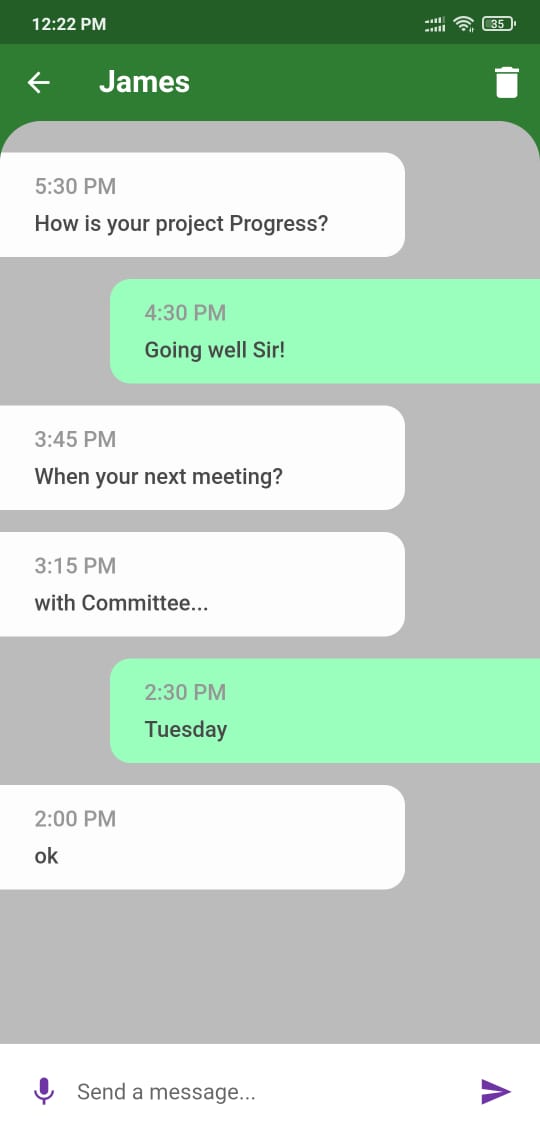 12:22 PM
35
James
5:30 PM
How is your project Progress?
4:30 PM
Going well Sir!
3:45 PM
When your next meeting?
3:15 PM
with Committee...
2:30 PM
Tuesday
2:00 PM
ok
Send a message...